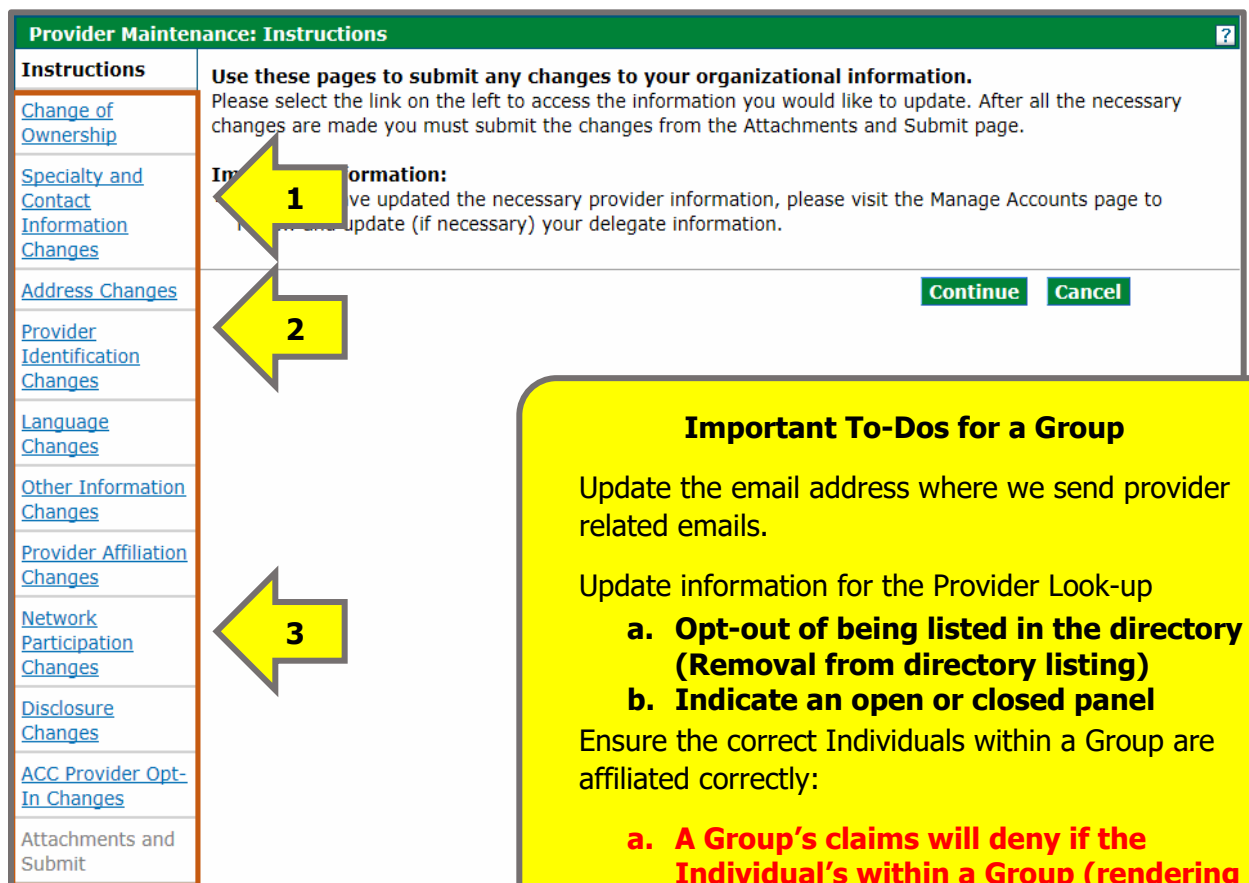 Provider Maintenance: Instructions
?
Instructions
Change of
Ownership
Specialty and
Contact
Information
Changes
Address Changes
Provider
Identification
Changes
Language
Changes
Other Information
Changes
Provider Affiliation
Changes
Network
Participation
Changes
Disclosure
Changes
ACC Provider Opt-
In Changes
Attachments and
Submit
Use these pages to submit any changes to your organizational information.
Please select the link on the left to access the information you would like to update. After all the necessary
changes are made you must submit the changes from the Attachments and Submit page.
ormation:
ve updated the necessary provider information, please visit the Manage Accounts page to
update (if necessary) your delegate information.
1
2
3
Continue
Cancel
Important To-Dos for a Group
Update the email address where we send provider
related emails.
Update information for the Provider Look-up
a. Opt-out of being listed in the directory
(Removal from directory listing)
b. Indicate an open or closed panel
Ensure the correct Individuals within a Group are
affiliated correctly:
a. A Group’s claims will deny if the
Individual’s within a Group (rendering